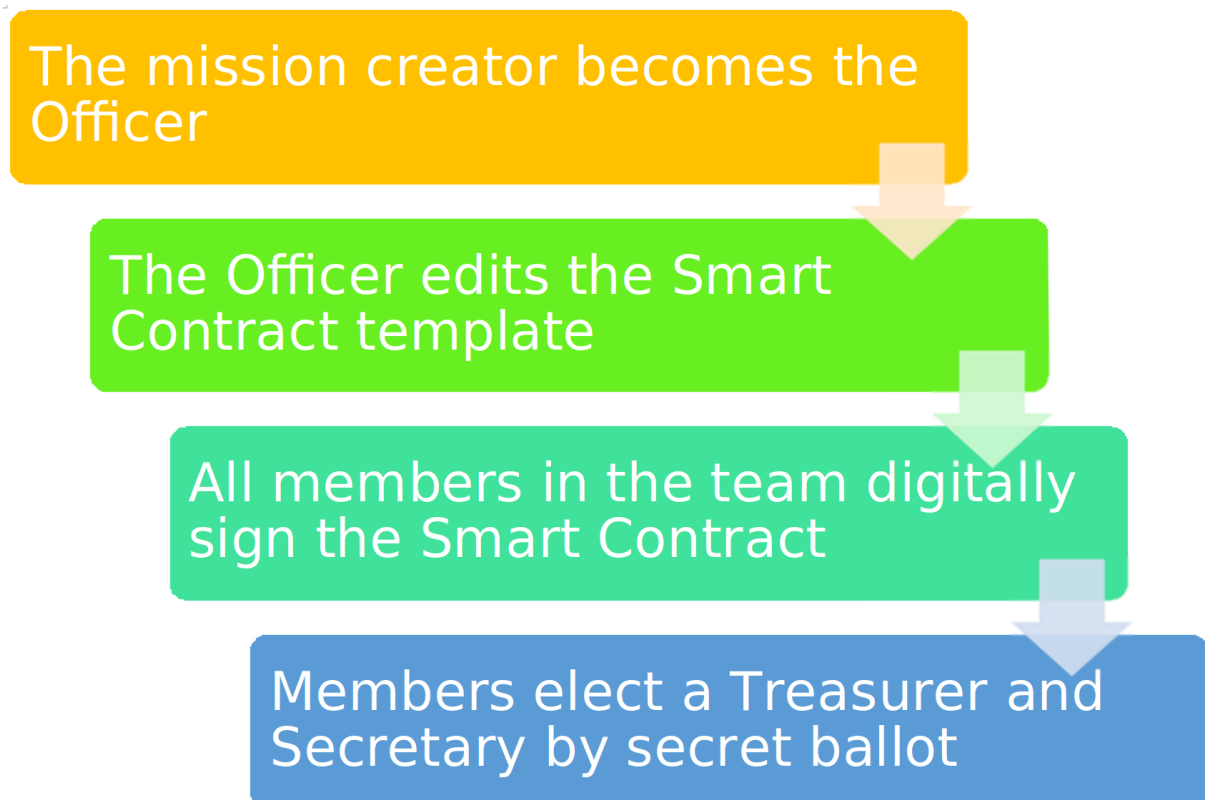 The mission creator becomes the
Officer
The Officer edits the Smart
Contract template
All members in the team digitally
sign the Smart Contract
Members elect a Treasurer and
Secretary by secret ballot